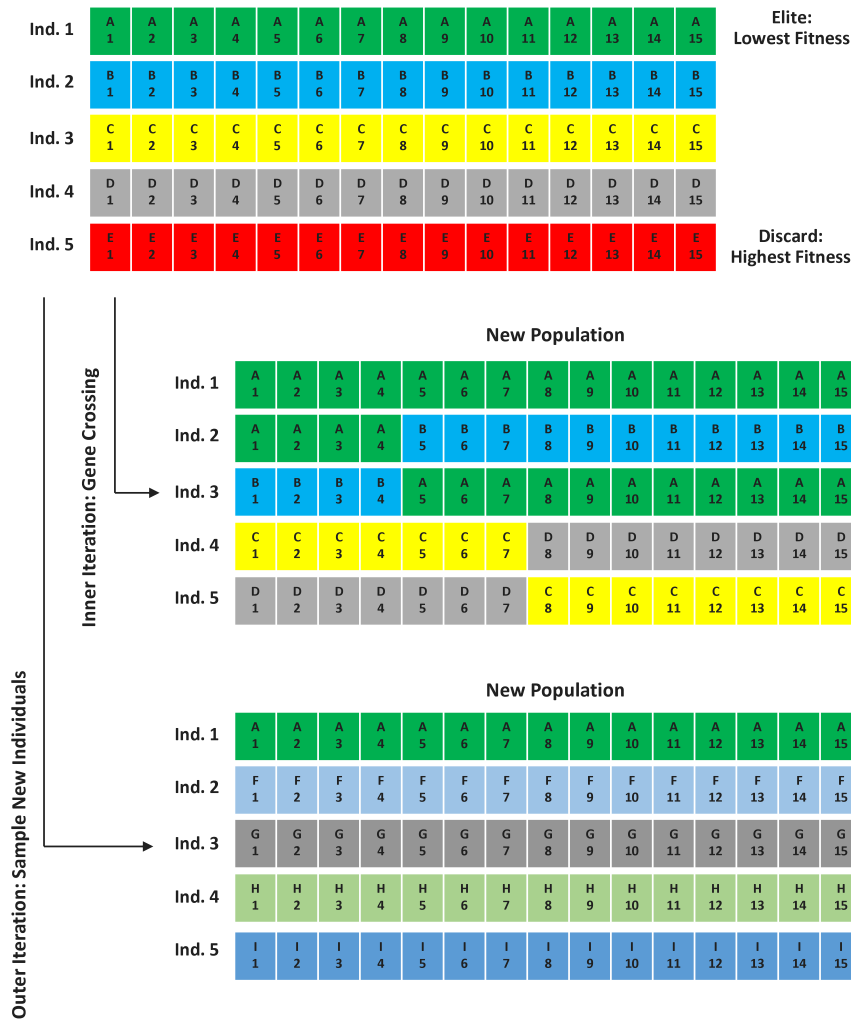 Elite:
Lowest Fitness
Ind. 1
A A A A A A A A A A A A A A A
1 2 3 4 5 6 7 8 9 10 11 12 13 14 15
Ind. 2
B B B B B B B B B B B B B B B
1 2 3 4 5 6 7 8 9 10 11 12 13 14 15
Ind. 3
C C C C C C C C C C C C C C C
1 2 3 4 5 6 7 8 9 10 11 12 13 14 15
Ind. 4
D D D D D D D D D D D D D D D
1 2 3 4 5 6 7 8 9 10 11 12 13 14 15
Ind. 5
E E E E E E E E E E E E E E E
1 2 3 4 5 6 7 8 9 10 11 12 13 14 15
Discard:
Highest Fitness
Inner Iteration: Gene Crossing
New Population
Ind. 1
A A A A A A A A A A A A A A A
1 2 3 4 5 6 7 8 9 10 11 12 13 14 15
Ind. 2
A A A A B B B B B B B B B B B
1 2 3 4 5 6 7 8 9 10 11 12 13 14 15
Ind. 3
B B B B A A A A A A A A A A A
1 2 3 4 5 6 7 8 9 10 11 12 13 14 15
Ind. 4
C C C C C C C D D D D D D D D
1 2 3 4 5 6 7 8 9 10 11 12 13 14 15
Ind. 5
D D D D D D D C C C C C C C C
1 2 3 4 5 6 7 8 9 10 11 12 13 14 15
Outer Iteration: Sample New Individuals
New Population
Ind. 1
A A A A A A A A A A A A A A A
1 2 3 4 5 6 7 8 9 10 11 12 13 14 15
Ind. 2
F F F F F F F F F F F F F F F
1 2 3 4 5 6 7 8 9 10 11 12 13 14 15
Ind. 3
G G G G G G G G G G G G G G G
1 2 3 4 5 6 7 8 9 10 11 12 13 14 15
Ind. 4
H H H H H H H H H H H H H H H
1 2 3 4 5 6 7 8 9 10 11 12 13 14 15
Ind. 5
I I I I I I I I I I I I I I I
1 2 3 4 5 6 7 8 9 10 11 12 13 14 15